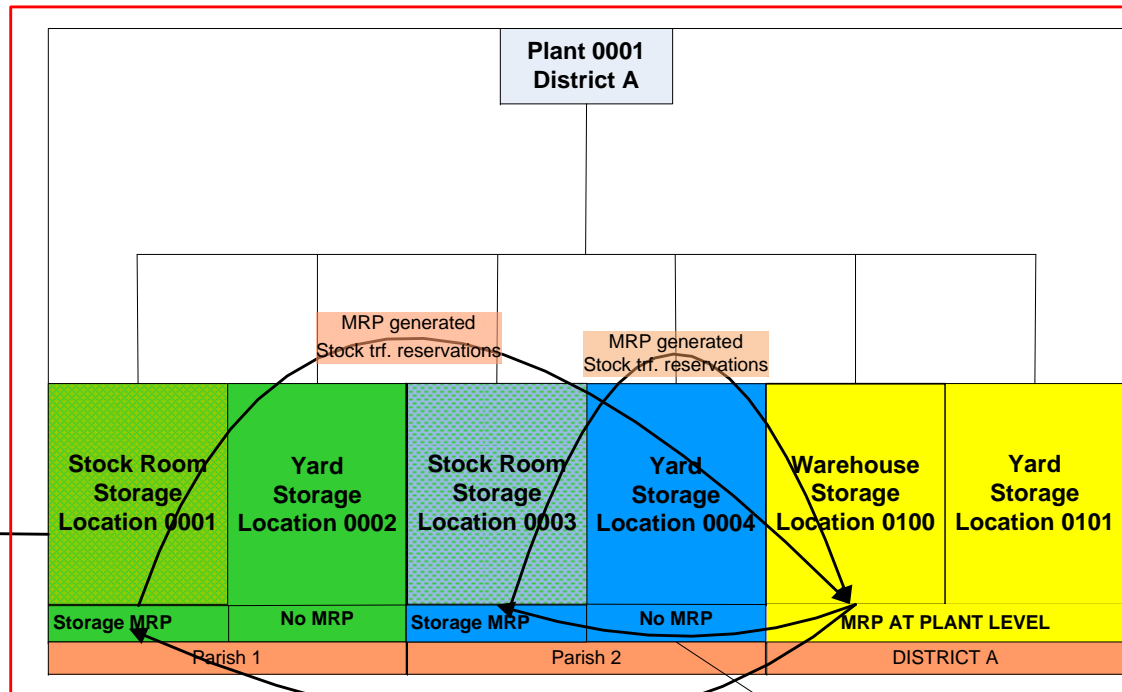 Plant 0001
District A
MRP generated
Stock trf. reservations
MRP generated
Stock trf. reservations
Stock Room
Storage
Location 0001
Yard
Storage
Location 0002
Stock Room
Storage
Location 0003
Yard
Storage
Location 0004
Warehouse
Storage
Location 0100
Yard
Storage
Location 0101
Storage MRP
No MRP
Storage MRP
No MRP
MRP AT PLANT LEVEL
Parish 1
Parish 2
DISTRICT A